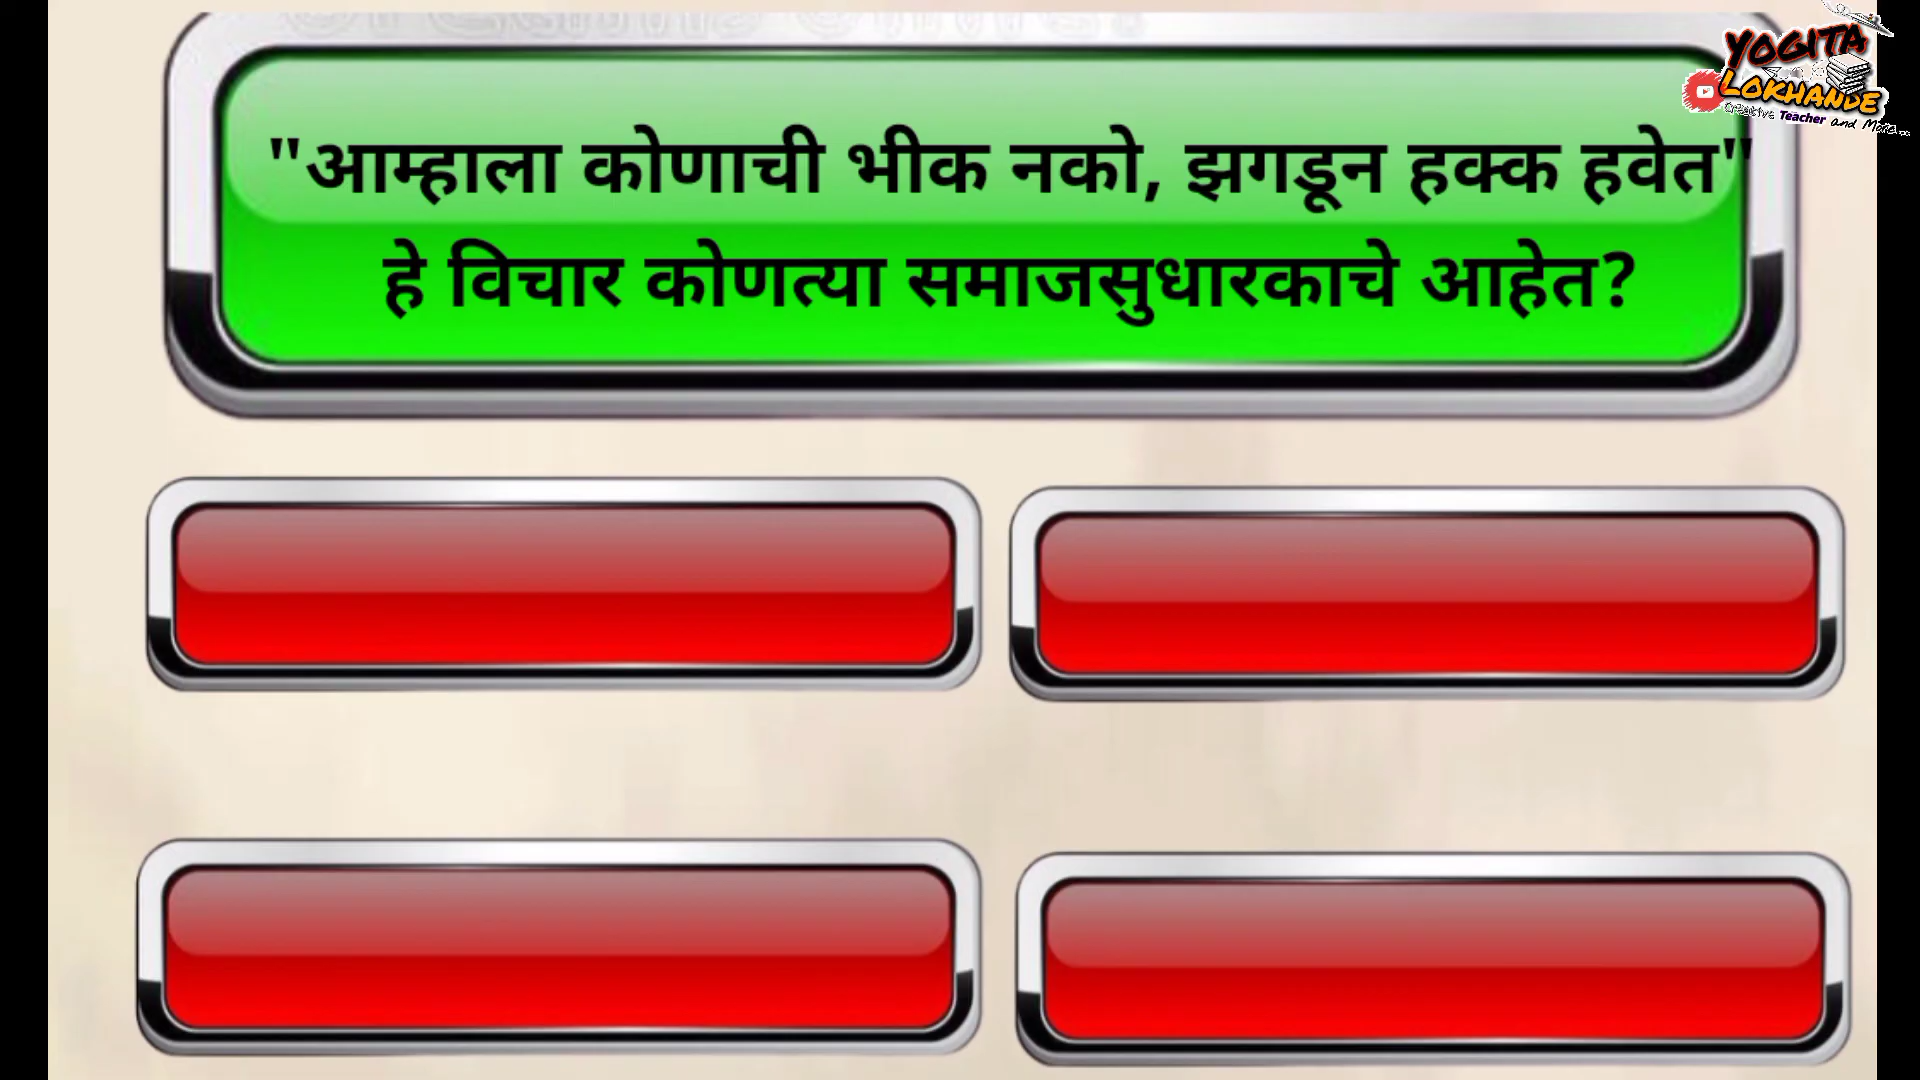 "आम्हाला कोणाची भीक नको, झगडून हक्क हवेत"
हे विचार कोणत्या समाजसुधारकाचे आहेत?
YOGITA
LOKHANDE
Creative Teacher and More...